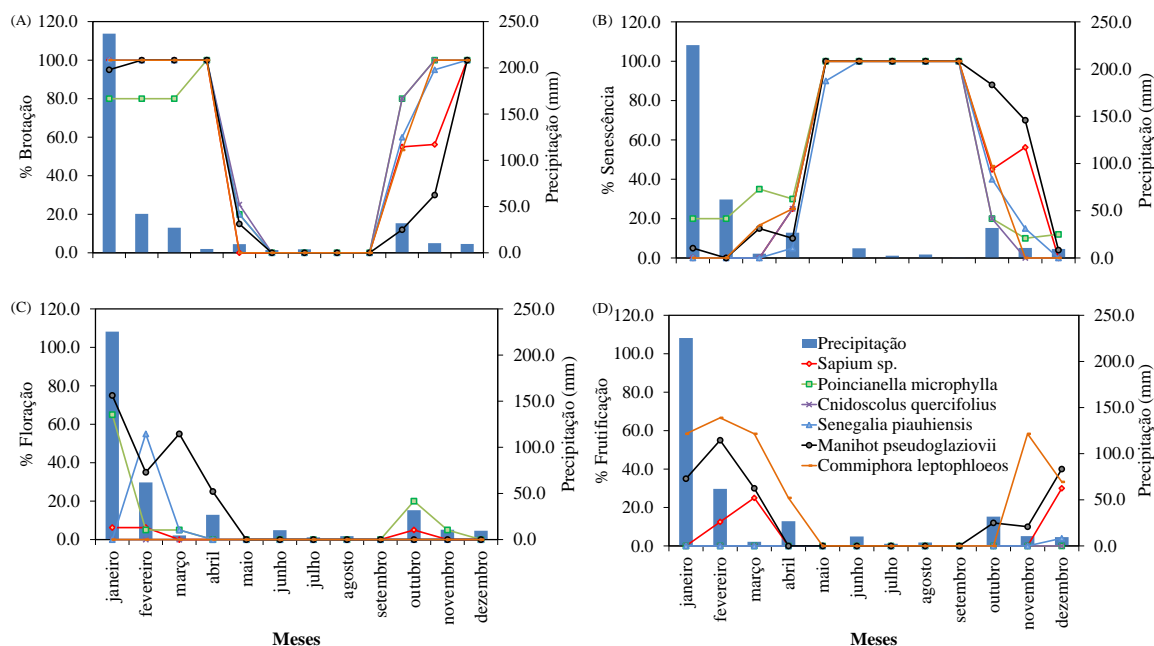 (A)
120.0
100.0
80.0
60.0
40.0
20.0
0.0
% Brotação
250.0
200.0
150.0
100.0
50.0
0.0
Precipitação (mm)
(B)
120.0
100.0
80.0
60.0
40.0
20.0
0.0
% Senescência
250.0
200.0
150.0
100.0
50.0
0.0
Precipitação (mm)
(C)
120.0
100.0
80.0
60.0
40.0
20.0
0.0
% Floração
250.0
200.0
150.0
100.0
50.0
0.0
Precipitação (mm)
janeiro
fevereiro
março
abril
maio
junho
julho
agosto
setembro
outubro
novembro
dezembro
Meses
(D)
120.0
100.0
80.0
60.0
40.0
20.0
0.0
% Frutificação
Precipitação
Sapium sp.
Poincianella microphylla
Cnidoscolus quercifolius
Senegalia piauhiensis
Manihot pseudoglaziovii
Commiphora leptophloeos
250.0
200.0
150.0
100.0
50.0
0.0
Precipitação (mm)
janeiro
fevereiro
março
abril
maio
junho
julho
agosto
setembro
outubro
novembro
dezembro
Meses